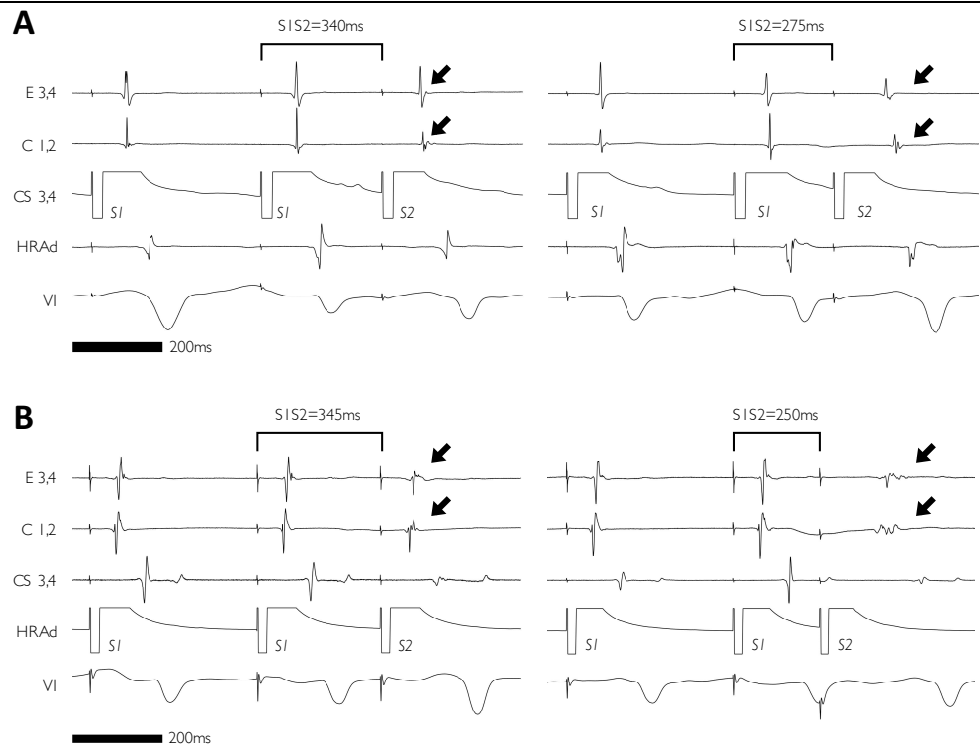 A
S1S2=340ms S1S2=275ms
E 3,4
C 1,2
CS 3,4
S1 S1 S2 S1 S1 S2
HRAd
V1
200ms
B
S1S2=345ms S1S2=250ms
E 3,4
C 1,2
CS 3,4
HRAd
S1 S1 S2 S1 S1 S2
V1
200ms